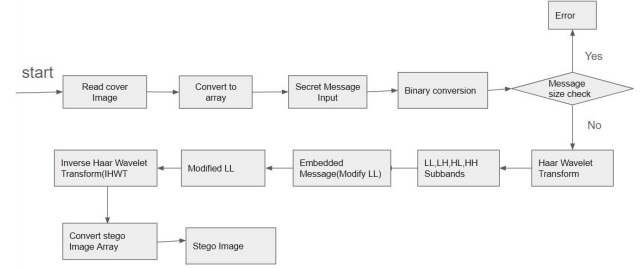 Error
Yes
start
Read cover
Image
Convert to
array
Secret Message
Input
Binary conversion
Message
size check
No
Inverse Haar Wavelet
Transform(IHWT
Modified LL
Embedded
Message(Modify LL)
LL,LH,HL,HH
Subbands
Haar Wavelet
Transform
Convert stego
Image Array
Stego Image